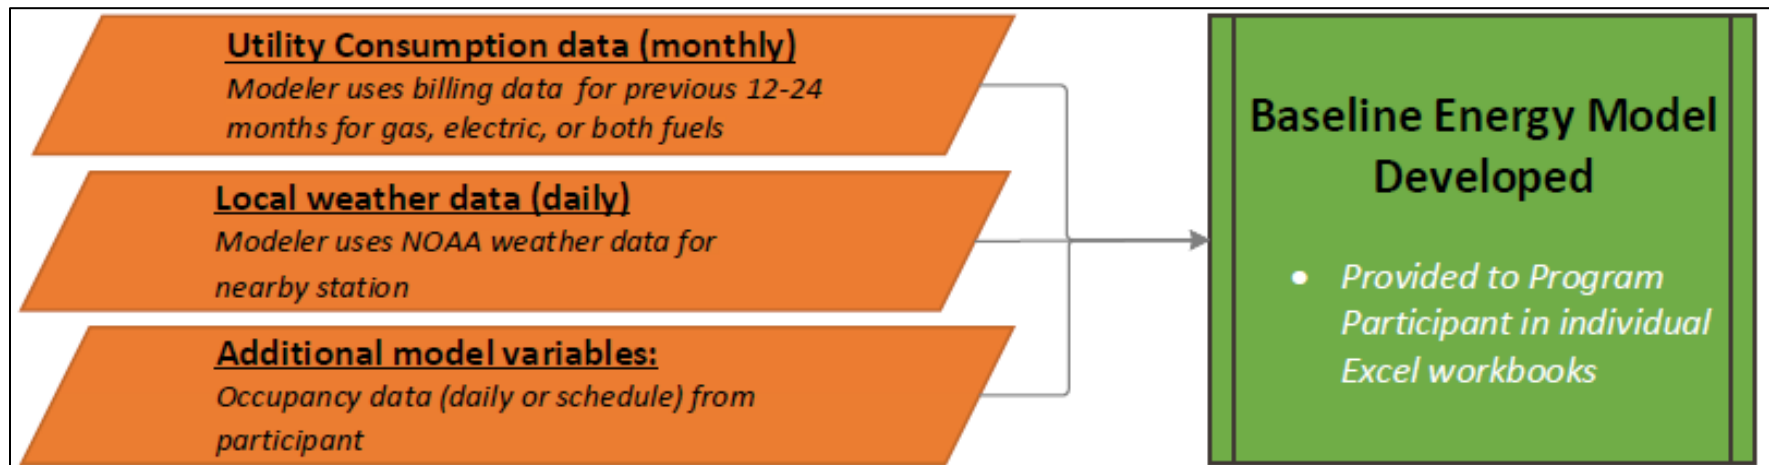 Utility Consumption data (monthly)
Modeler uses billing data for previous 12-24
months for gas, electric, or both fuels
Local weather data (daily)
Modeler uses NOAA weather data for
nearby station
Additional model variables:
Occupancy data (daily or schedule) from
participant
Baseline Energy Model
Developed
• Provided to Program
Participant in individual
Excel workbooks